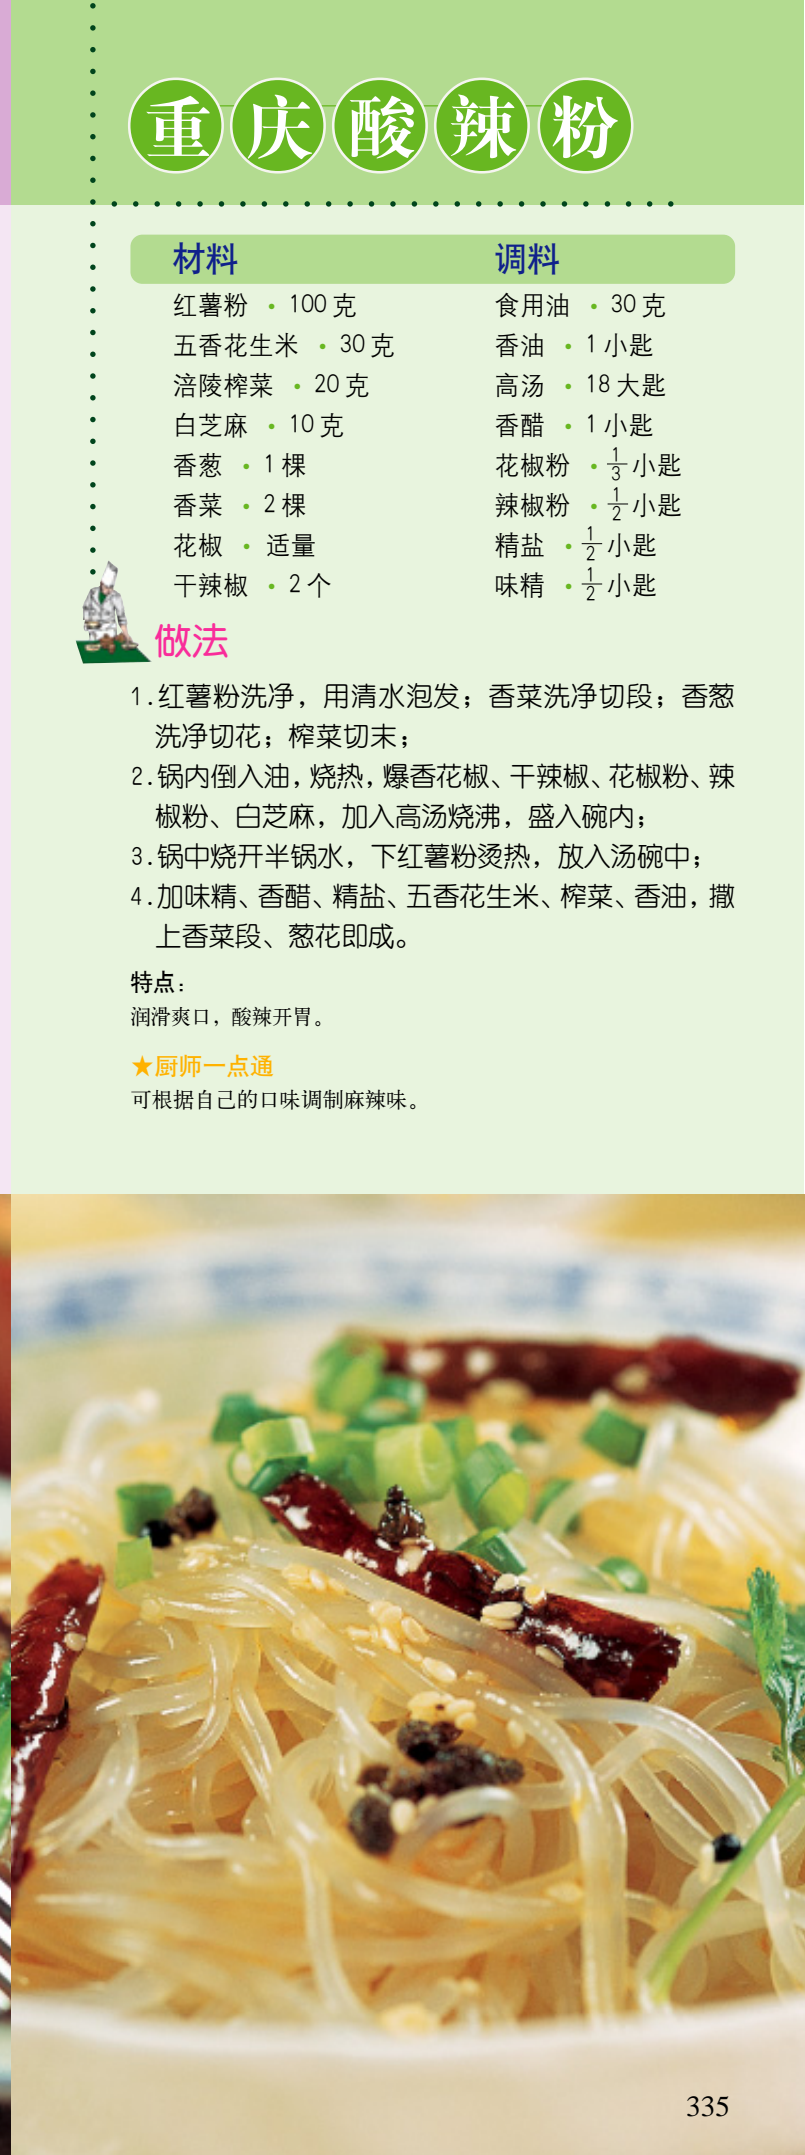 重庆酸辣粉
材料 调料
红薯粉 · 100 克 食用油 · 30 克
五香花生米 · 30 克 香油 · 1 小匙
涪陵榨菜 · 20 克 高汤 · 18 大匙
白芝麻 · 10 克 香醋 · 1 小匙
香葱 · 1 棵 花椒粉 · 1/3 小匙
香菜 · 2 棵 辣椒粉 · 1/2 小匙
花椒 · 适量 精盐 · 1/2 小匙
干辣椒 · 2 个 味精 · 1/2 小匙
做法
1.红薯粉洗净，用清水泡发；香菜洗净切段；香葱
洗净切花；榨菜切末；
2.锅内倒入油，烧热，爆香花椒、干辣椒、花椒粉、辣
椒粉、白芝麻，加入高汤烧沸，盛入碗内；
3.锅中烧开半锅水，下红薯粉烫热，放入汤碗中；
4.加味精、香醋、精盐、五香花生米、榨菜、香油，撒
上香菜段、葱花即成。
特点：
润滑爽口，酸辣开胃。
★厨师一点通
可根据自己的口味调制麻辣味。
335